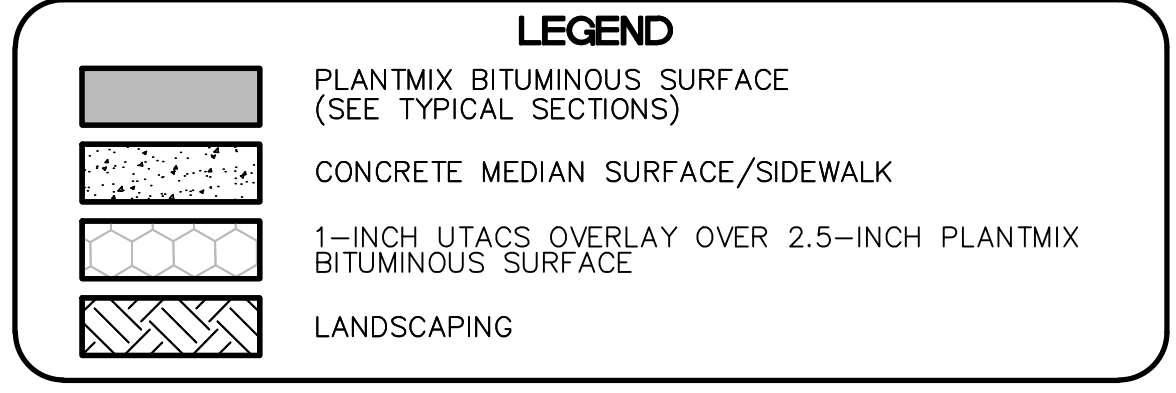 LEGEND
PLANTMIX BITUMINOUS SURFACE
(SEE TYPICAL SECTIONS)
CONCRETE MEDIAN SURFACE/SIDEWALK
1-INCH UTACS OVERLAY OVER 2.5-INCH PLANTMIX
BITUMINOUS SURFACE
LANDSCAPING